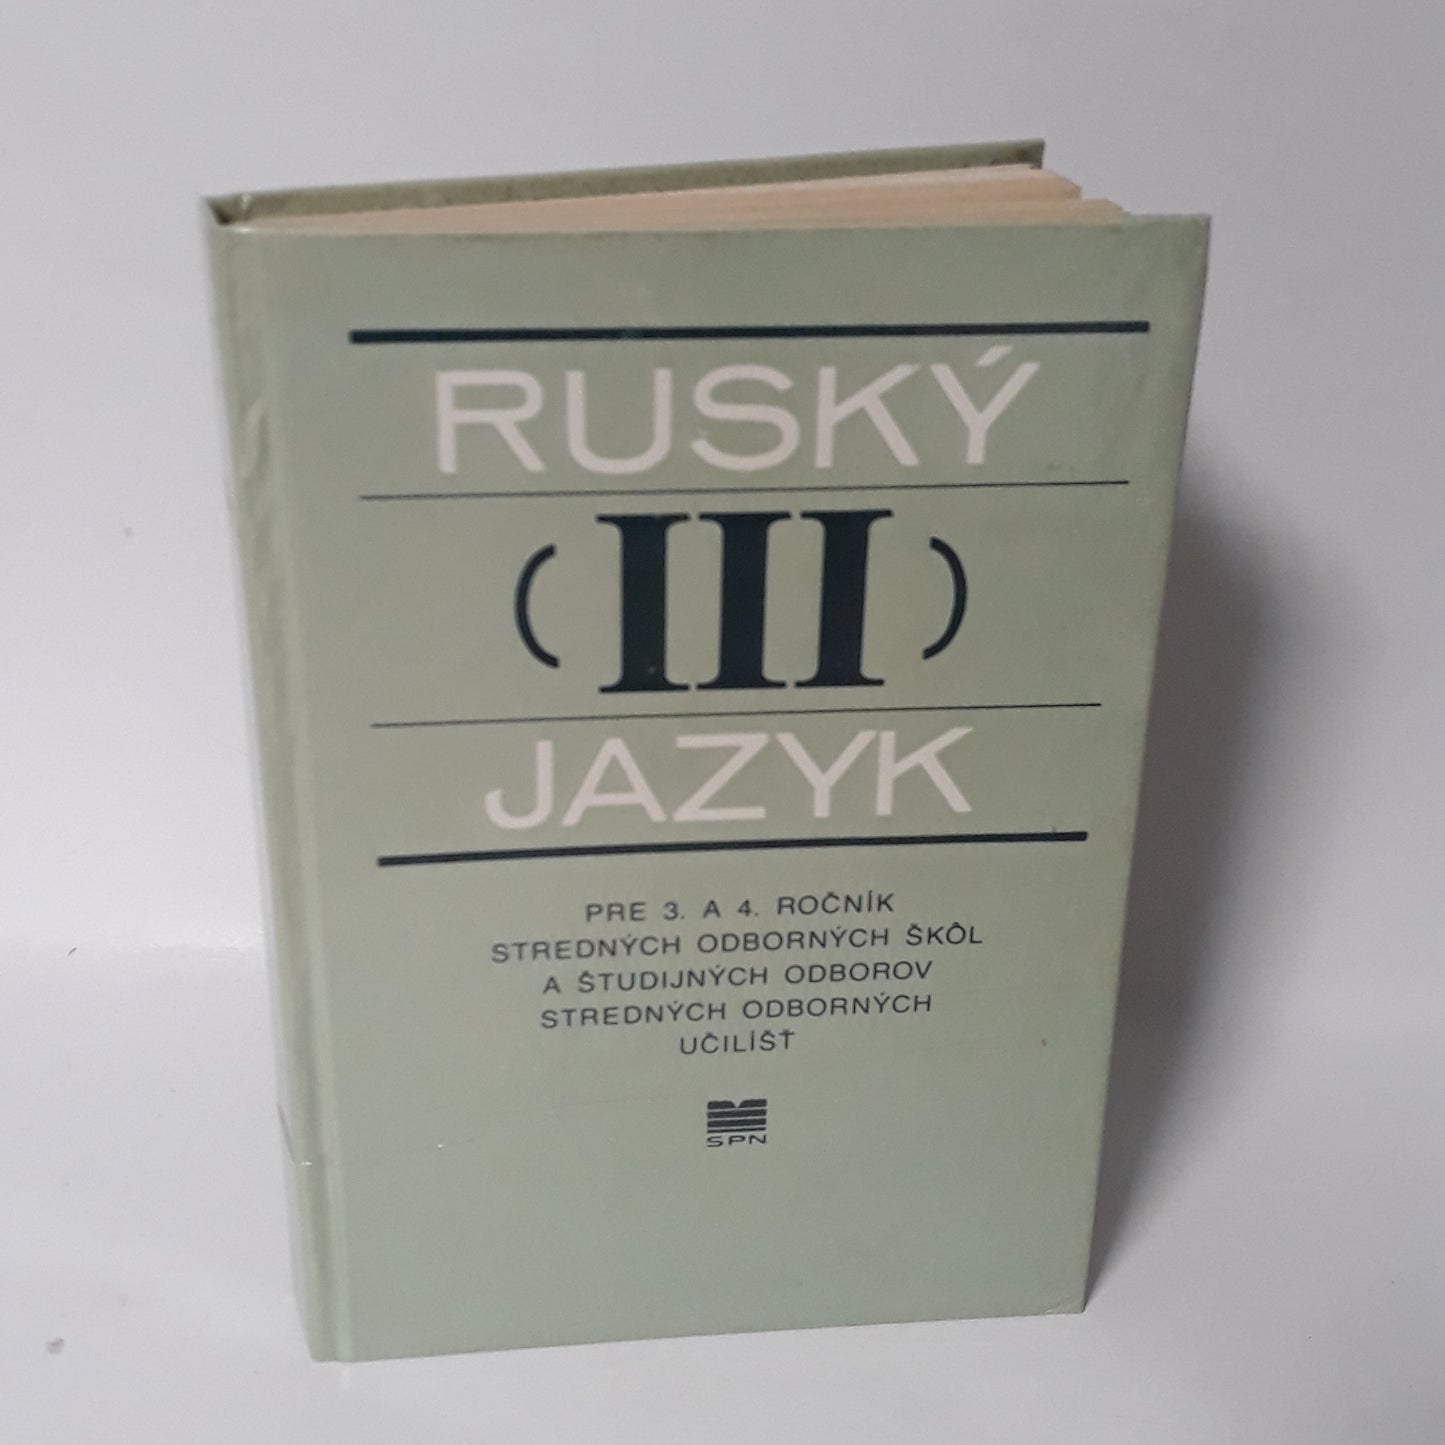 RUSKÝ
(III)
JAZYK
PRE 3. A 4. ROČNÍK
STREDNÝCH ODBORNÝCH ŠKÔL
A ŠTUDIJNÝCH ODBOROV
STREDNÝCH ODBORNÝCH
UČILÍŠŤ
SPN